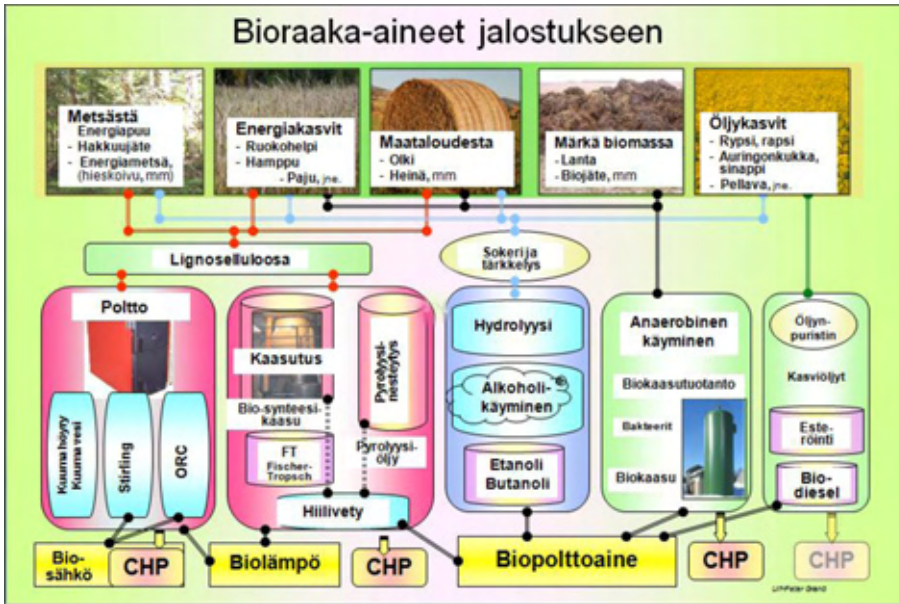 Bioraaka-aineet jalostukseen
Metsästä
Energiapuu
- Hakkuujäte
- Energiametsä,
(hieskoivu, mm)
Energiakasvit
- Ruokohelpi
- Hamppu
- Paju, jne.
Maataloudesta
- Olki
- Heinä, mm
Märkä biomassa
- Lanta
- Biojäte, mm
Öljykasvit
- Rypsi, rapsi
- Auringonkukka,
sinappi
- Pellava, jne.
Lignoselluloosa
Sokeri ja
tärkkelys
Poltto
Kuuma höyry
Kuuma vesi
Stirling
ORC
Kaasutus
Bio-synteesi-
kaasu
FT
Fischer-
Tropsch
Pyrolyysi-
nesteytys
Pyrolyysi-
öljy
Hiilivety
Hydrolyysi
Alkoholi-
käyminen
Etanoli
Butanoli
Anaerobinen
käyminen
Biokaasutuotanto
Bakteerit
Biokaasu
Öljyn-
puristin
Kasviöljyt
Este-
röinti
Bio-
diesel
Bio-
sähkö
CHP
Biolämpö
CHP
Biopolttoaine
CHP
CHP